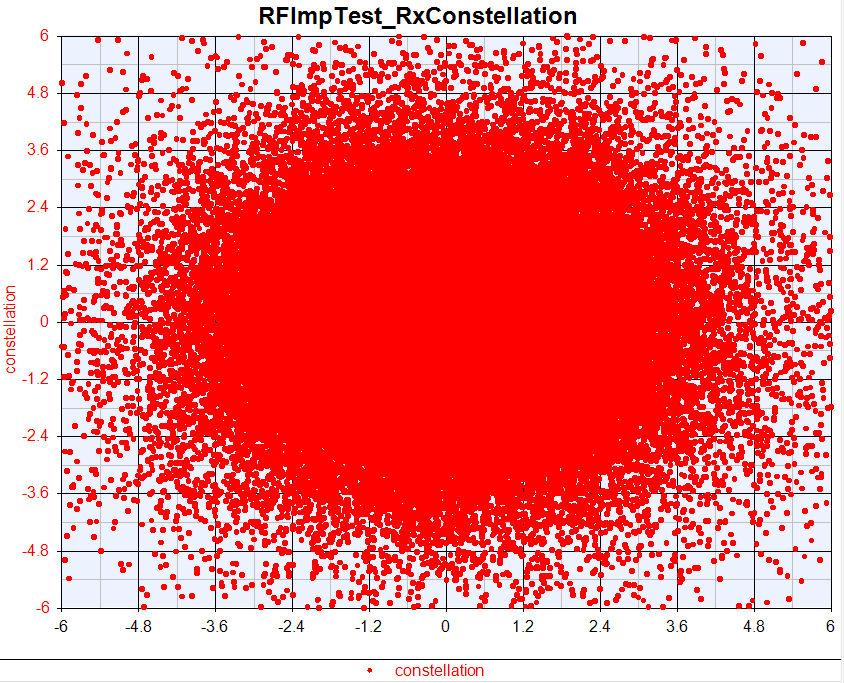 RFImpTest_RxConstellation
6
4.8
3.6
2.4
1.2
0
-1.2
-2.4
-3.6
-4.8
-6
constellation
-6 -4.8 -3.6 -2.4 -1.2 0 1.2 2.4 3.6 4.8 6
constellation